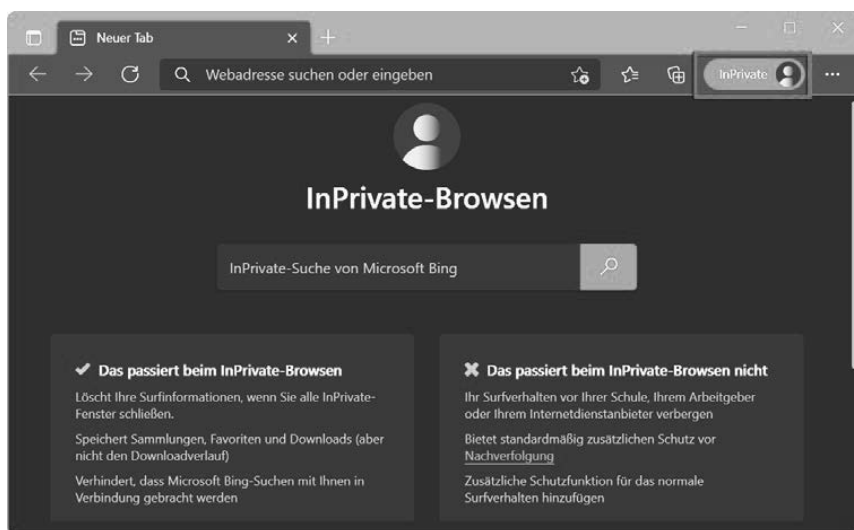 Neuer Tab
Webadresse suchen oder eingeben
InPrivate
InPrivate-Browsen
InPrivate-Suche von Microsoft Bing
Das passiert beim InPrivate-Browsen
Löscht Ihre Surfinformationen, wenn Sie alle InPrivate-
Fenster schließen.
Speichert Sammlungen, Favoriten und Downloads (aber
nicht den Downloadverlauf)
Verhindert, dass Microsoft Bing-Suchen mit Ihnen in
Verbindung gebracht werden
Das passiert beim InPrivate-Browsen nicht
Ihr Surfverhalten vor Ihrer Schule, Ihrem Arbeitgeber
oder Ihrem Internetdienstanbieter verbergen
Bietet standardmäßig zusätzlichen Schutz vor
Nachverfolgung
Zusätzliche Schutzfunktion für das normale
Surfverhalten hinzufügen